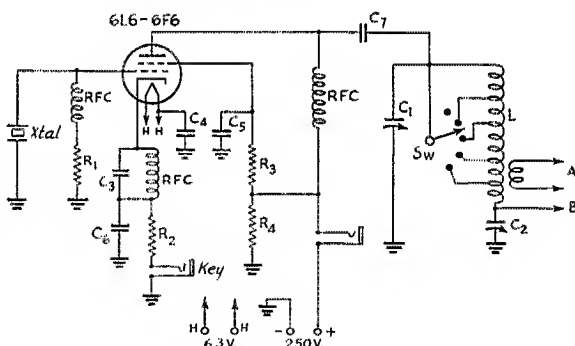 6L6-6F6
C7
RFC
RFC
Xtal
H H
C4
C5
C1
L
Sw
R1
R3
A
C3
RFC
B
R4
C2
C6
R2
Key
H H
- +
6.3V. 250V.